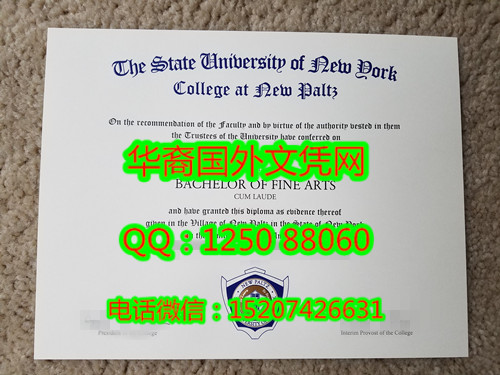 The State University of New York
College at New Paltz
On the recommendation of the Faculty and by virtue of the authority vested in them
the Trustees of the University have conferred on
华裔国外文凭网
BACHELOR OF FINE ARTS
CUM LAUDE
and have granted this diploma as evidence thereof
given in the Village of New Paltz in the State of New York
QQ：1250 88060
NEW PALTZ
电话微信：15207426631
Interim Provost of the College